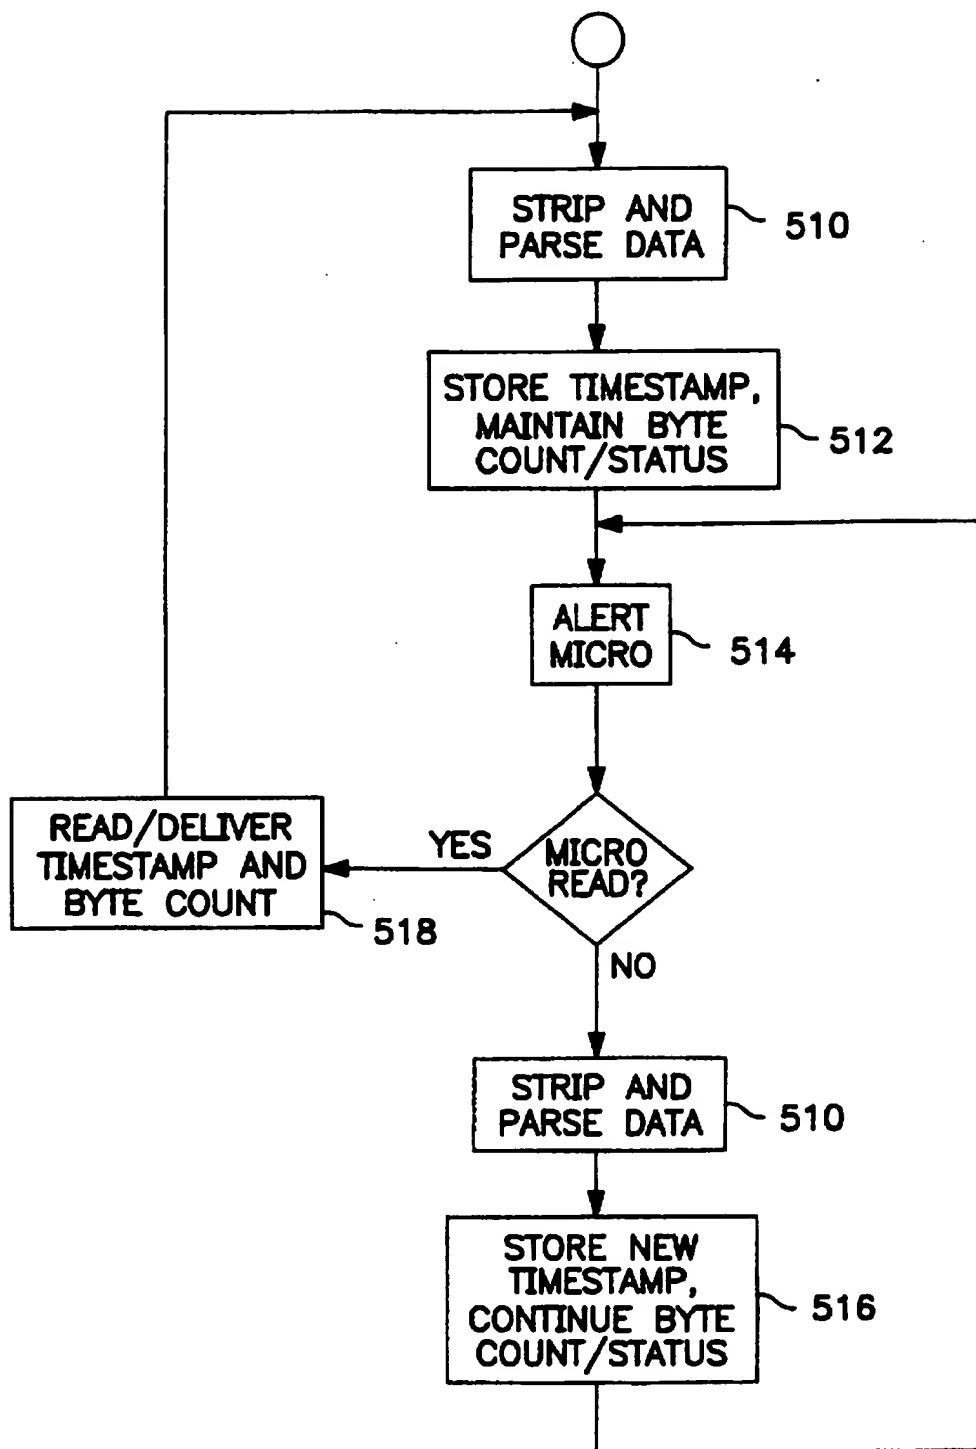 STRIP AND
PARSE DATA
510
STORE TIMESTAMP,
MAINTAIN BYTE
COUNT/STATUS
512
ALERT
MICRO
514
MICRO
READ?
YES
READ/DELIVER
TIMESTAMP AND
BYTE COUNT
518
NO
STRIP AND
PARSE DATA
510
STORE NEW
TIMESTAMP,
CONTINUE BYTE
COUNT/STATUS
516